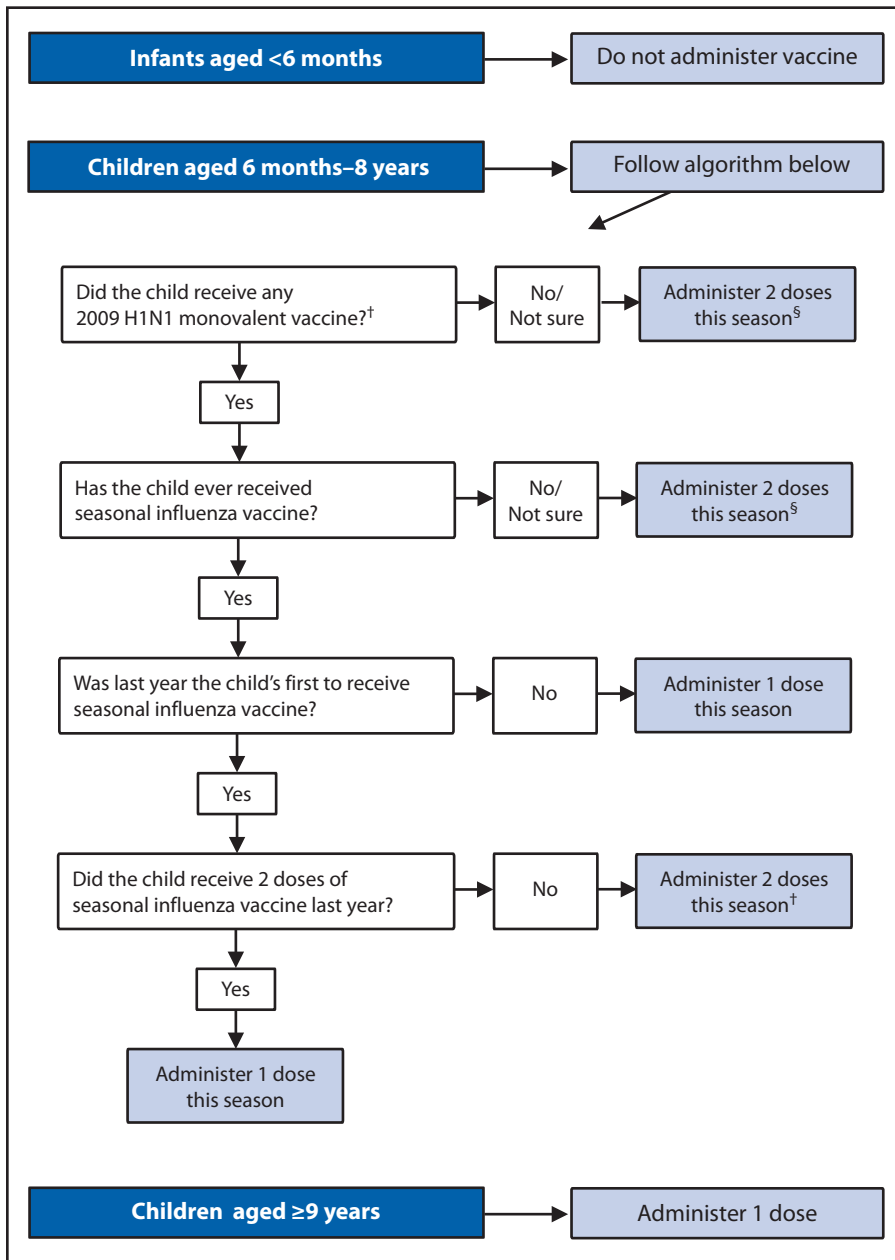 Infants aged <6 months
Do not administer vaccine
Children aged 6 months–8 years
Follow algorithm below
Did the child receive any
2009 H1N1 monovalent vaccine?†
No/
Not sure
Administer 2 doses
this season§
Yes
Has the child ever received
seasonal influenza vaccine?
No/
Not sure
Administer 2 doses
this season§
Yes
Was last year the child’s first to receive
seasonal influenza vaccine?
No
Administer 1 dose
this season
Yes
Did the child receive 2 doses of
seasonal influenza vaccine last year?
No
Administer 2 doses
this season†
Yes
Administer 1 dose
this season
Children aged ≥9 years
Administer 1 dose